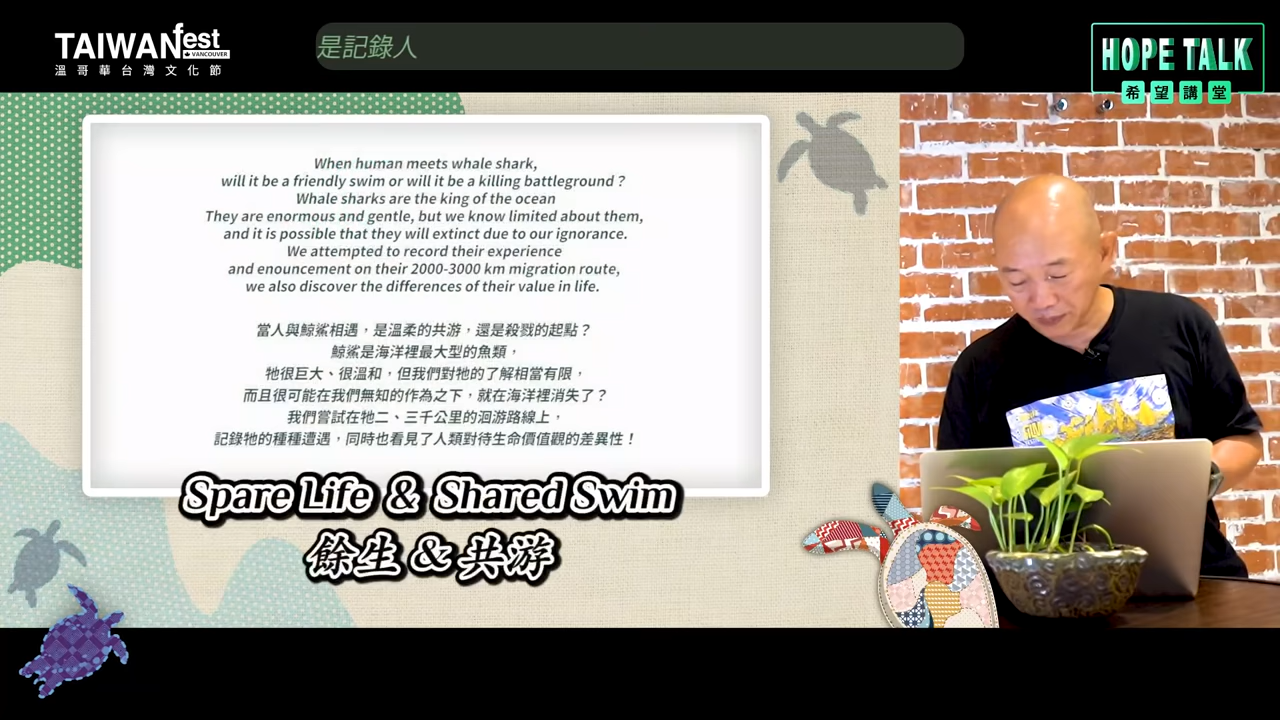 TAIWANfest
VANCOUVER
溫哥華台灣文化節
是記錄人
HOPE TALK
希望講堂
When human meets whale shark,
will it be a friendly swim or will it be a killing battleground？
Whale sharks are the king of the ocean
They are enormous and gentle, but we know limited about them,
and it is possible that they will extinct due to our ignorance.
We attempted to record their experience
and enouncement on their 2000-3000 km migration route,
we also discover the differences of their value in life.
當人與鯨鯊相遇，是溫柔的共游，還是殺戮的起點？
鯨鯊是海洋裡最大型的魚類，
牠很巨大、很溫和，但我們對牠的了解相當有限，
而且很可能在我們無知的作為之下，就在海洋裡消失了？
我們嘗試在牠二、三千公里的洄游路線上，
記錄牠的種種遭遇，同時也看見了人類對待生命價值觀的差異性！
Spare Life & Shared Swim
餘生 & 共游